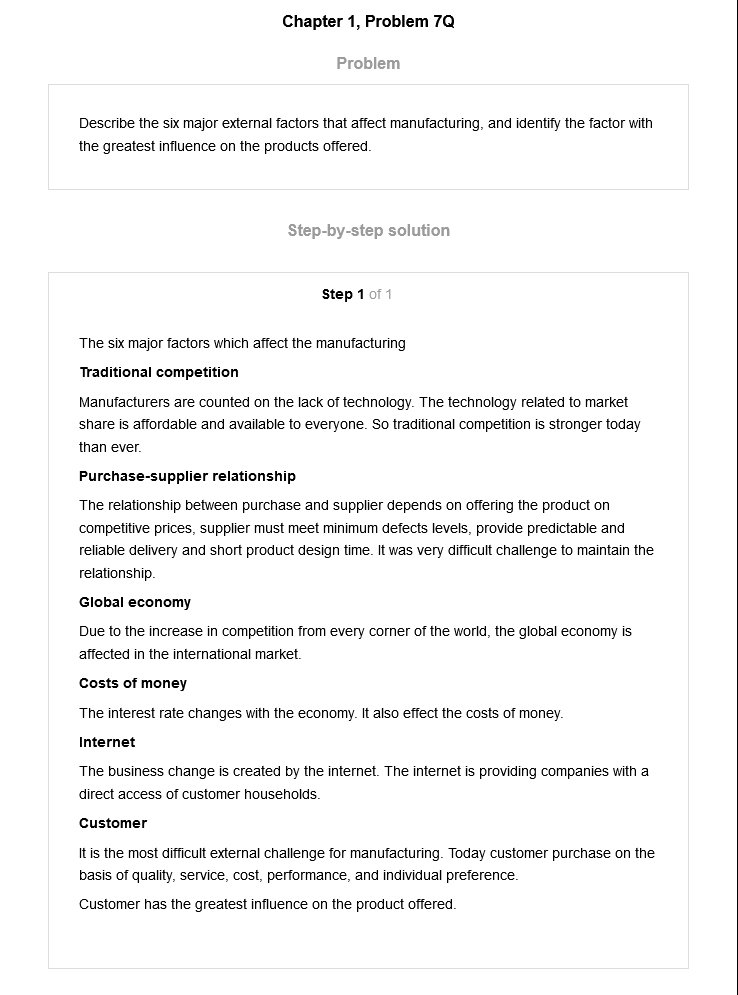 Chapter 1, Problem 7Q
Problem
Describe the six major external factors that affect manufacturing, and identify the factor with
the greatest influence on the products offered.
Step-by-step solution
Step 1 of 1
The six major factors which affect the manufacturing
Traditional competition
Manufacturers are counted on the lack of technology. The technology related to market
share is affordable and available to everyone. So traditional competition is stronger today
than ever.
Purchase-supplier relationship
The relationship between purchase and supplier depends on offering the product on
competitive prices, supplier must meet minimum defects levels, provide predictable and
reliable delivery and short product design time. It was very difficult challenge to maintain the
relationship.
Global economy
Due to the increase in competition from every corner of the world, the global economy is
affected in the international market.
Costs of money
The interest rate changes with the economy. It also effect the costs of money.
Internet
The business change is created by the internet. The internet is providing companies with a
direct access of customer households.
Customer
It is the most difficult external challenge for manufacturing. Today customer purchase on the
basis of quality, service, cost, performance, and individual preference.
Customer has the greatest influence on the product offered.